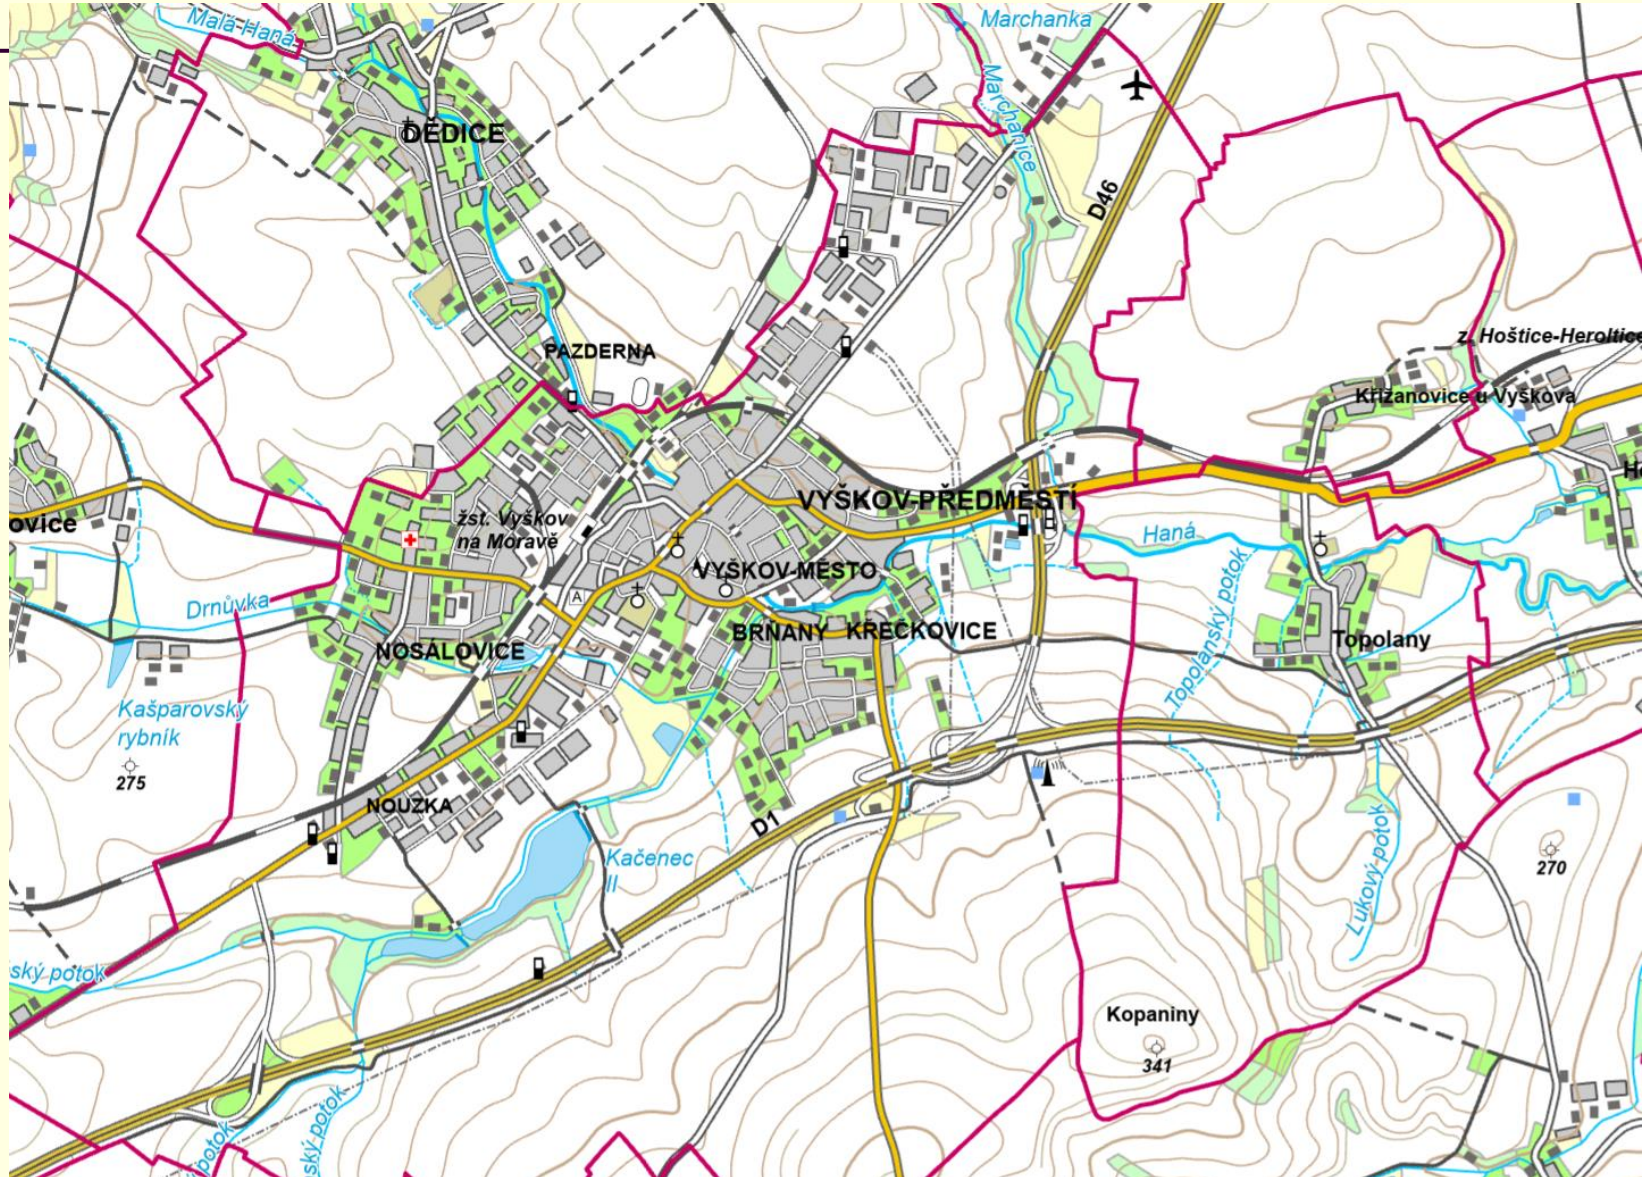 Malá Haná
Marchanka
Marchanice
DĚDICE
D46
PAZDERNA
z. Hoštice-Heroltice
Křižanovice u Vyškova
ovice
žst. Vyškov
na Moravě
VYŠKOV-PŘEDMĚSTÍ
Haná
VYŠKOV-MĚSTO
A
Drnůvka
NOSÁLOVICE
BRŇANY
KŘEČKOVICE
Topolanský potok
Topolany
Kašparovský
rybník
275
NOUZKA
D1
Kačenec
II
Lukový potok
270
ský potok
Kopaniny
341
potok
ský potok